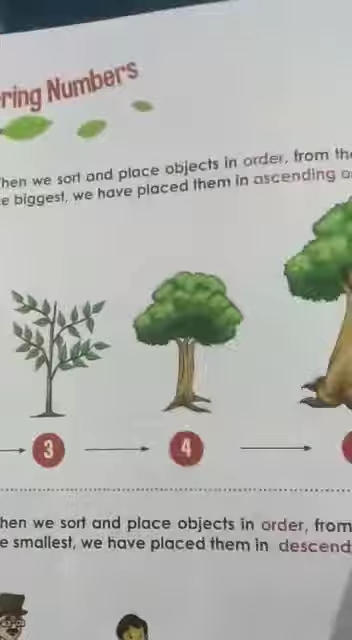 ring Numbers
hen we sort and place objects in order, from the
e biggest, we have placed them in ascending o
3
4
hen we sort and place objects in order, from
e smallest, we have placed them in descend